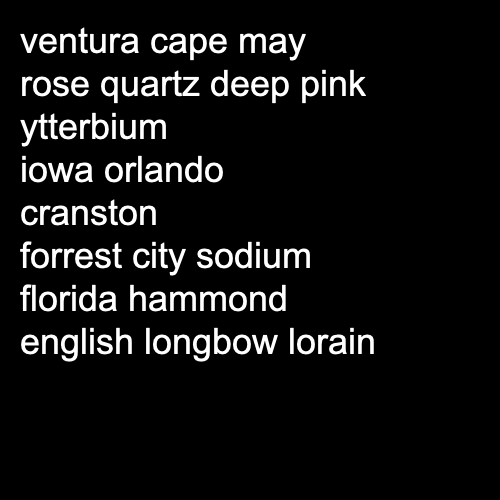 ventura cape may
rose quartz deep pink
ytterbium
iowa orlando
cranston
forrest city sodium
florida hammond
english longbow lorain